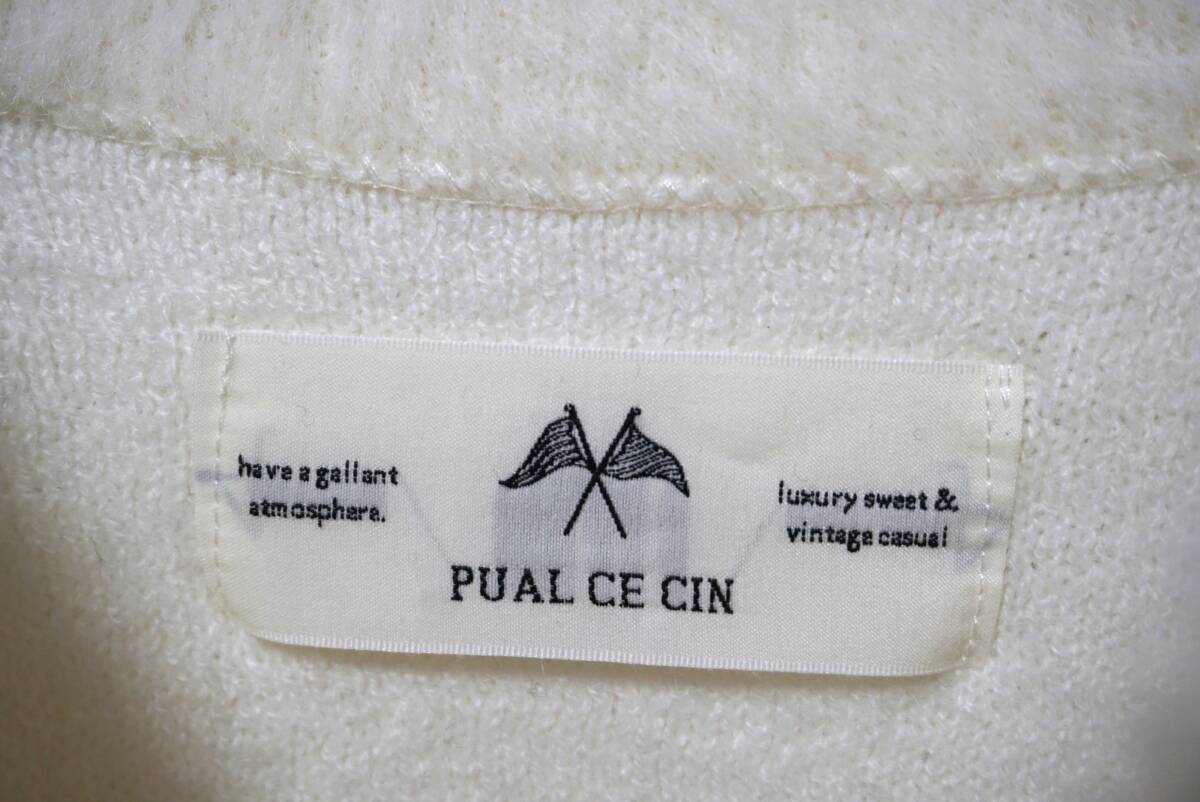 have a gallant
atmosphere.
PUAL CE CIN
luxury sweet &
vintage casual